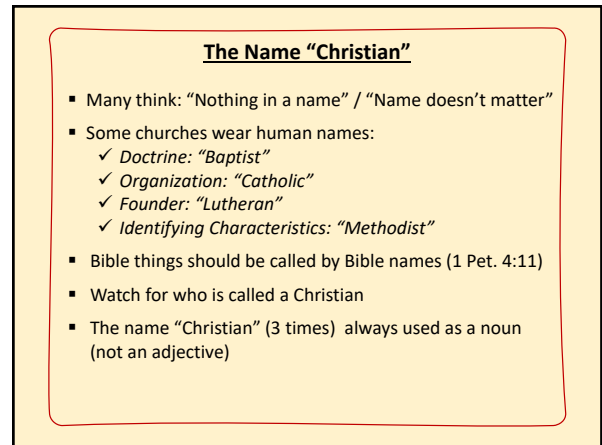 The Name “Christian”
▪ Many think: “Nothing in a name” / “Name doesn’t matter”
▪ Some churches wear human names:
✓ Doctrine: “Baptist”
✓ Organization: “Catholic”
✓ Founder: “Lutheran”
✓ Identifying Characteristics: “Methodist”
▪ Bible things should be called by Bible names (1 Pet. 4:11)
▪ Watch for who is called a Christian
▪ The name “Christian” (3 times) always used as a noun
(not an adjective)